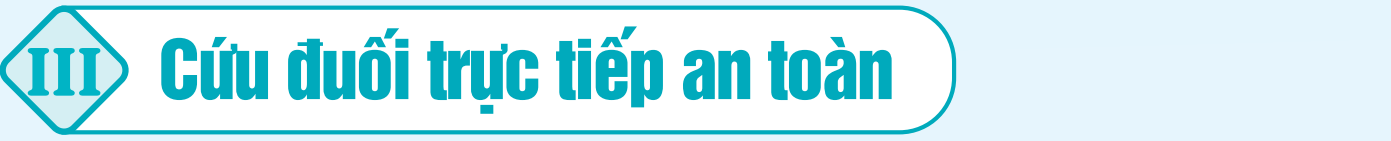 III Cứu đuối trực tiếp an toàn